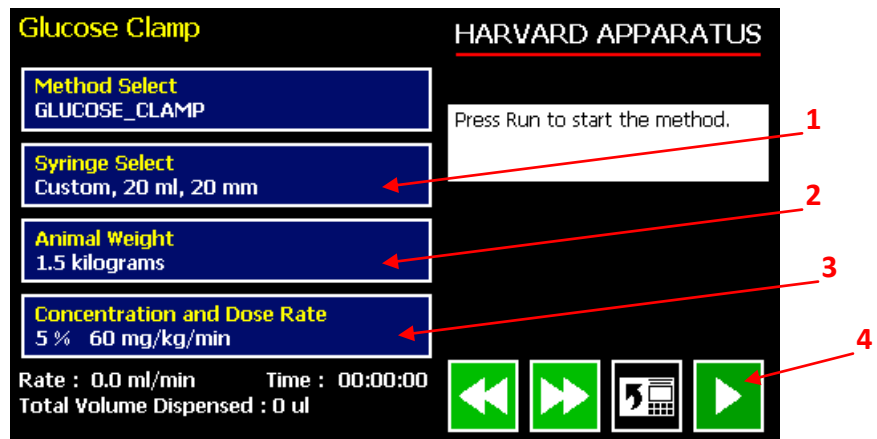 Glucose Clamp
HARVARD APPARATUS
Method Select
GLUCOSE_CLAMP
Press Run to start the method.
1
Syringe Select
Custom, 20 ml, 20 mm
2
Animal Weight
1.5 kilograms
3
Concentration and Dose Rate
5 % 60 mg/kg/min
4
Rate : 0.0 ml/min Time : 00:00:00
Total Volume Dispensed : 0 ul